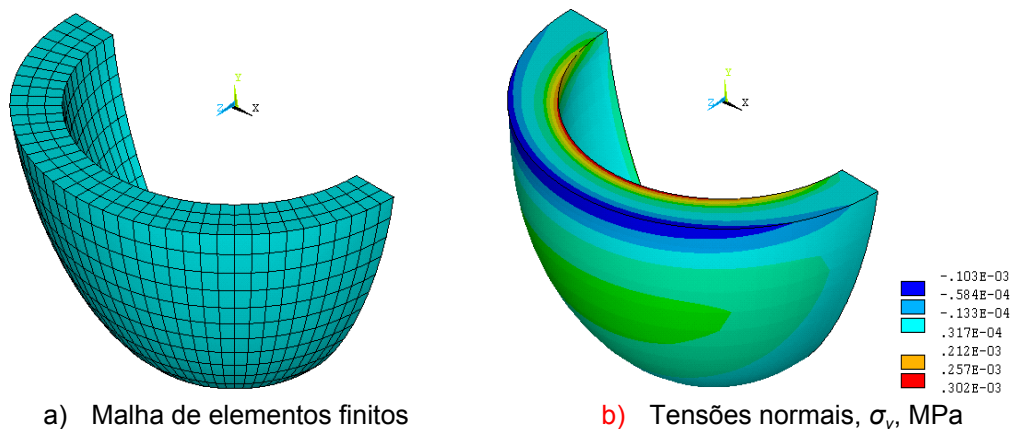 Y
Z
X
Y
Z
X
-.103E-03
-.584E-04
-.133E-04
.317E-04
.212E-03
.257E-03
.302E-03
a) Malha de elementos finitos
b) Tensões normais, σᵧ, MPa